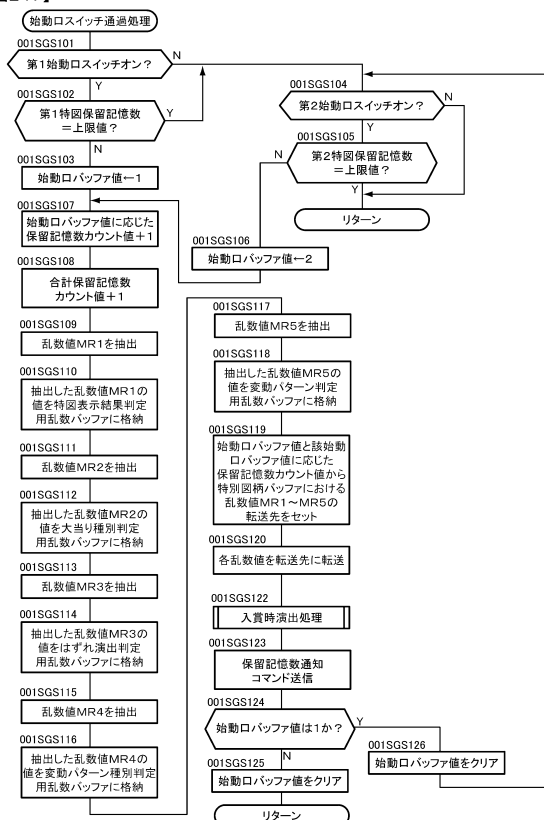 始動口スイッチ通過処理
001SGS101
第1始動口スイッチオン？
N
Y
001SGS102
第1特図保留記憶数
＝上限値？
Y
N
001SGS103
始動口バッファ値←1
001SGS104
第2始動口スイッチオン？
N
Y
001SGS105
第2特図保留記憶数
＝上限値？
N
Y
リターン
001SGS106
始動口バッファ値←2
001SGS107
始動口バッファ値に応じた
保留記憶数カウント値＋1
001SGS108
合計保留記憶数
カウント値＋1
001SGS109
乱数値MR1を抽出
001SGS110
抽出した乱数値MR1の
値を特図表示結果判定
用乱数バッファに格納
001SGS111
乱数値MR2を抽出
001SGS112
抽出した乱数値MR2の
値を大当り種別判定
用乱数バッファに格納
001SGS113
乱数値MR3を抽出
001SGS114
抽出した乱数値MR3の
値をはずれ演出判定
用乱数バッファに格納
001SGS115
乱数値MR4を抽出
001SGS116
抽出した乱数値MR4の
値を変動パターン種別判定
用乱数バッファに格納
001SGS117
乱数値MR5を抽出
001SGS118
抽出した乱数値MR5の
値を変動パターン判定
用乱数バッファに格納
001SGS119
始動口バッファ値と該始動
口バッファ値に応じた
保留記憶数カウント値から
特別図柄バッファにおける
乱数値MR1～MR5の
転送先をセット
001SGS120
各乱数値を転送先に転送
001SGS122
入賞時演出処理
001SGS123
保留記憶数通知
コマンド送信
001SGS124
始動口バッファ値は1か？
Y
N
001SGS125
始動口バッファ値をクリア
001SGS126
始動口バッファ値をクリア
リターン